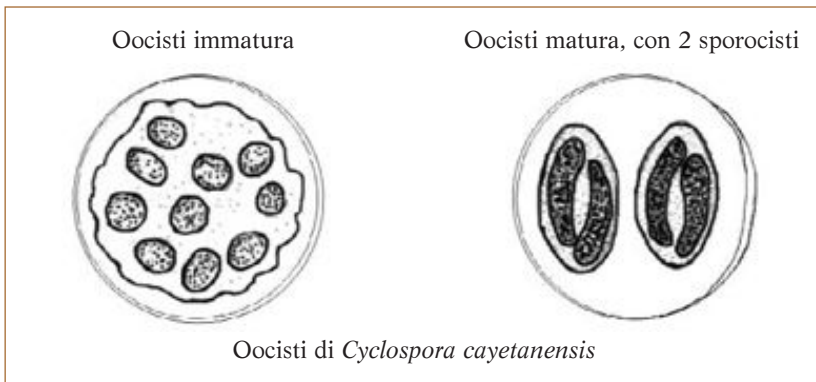 Oocisti immatura
Oocisti matura, con 2 sporocisti
Oocisti di Cyclospora cayetanensis